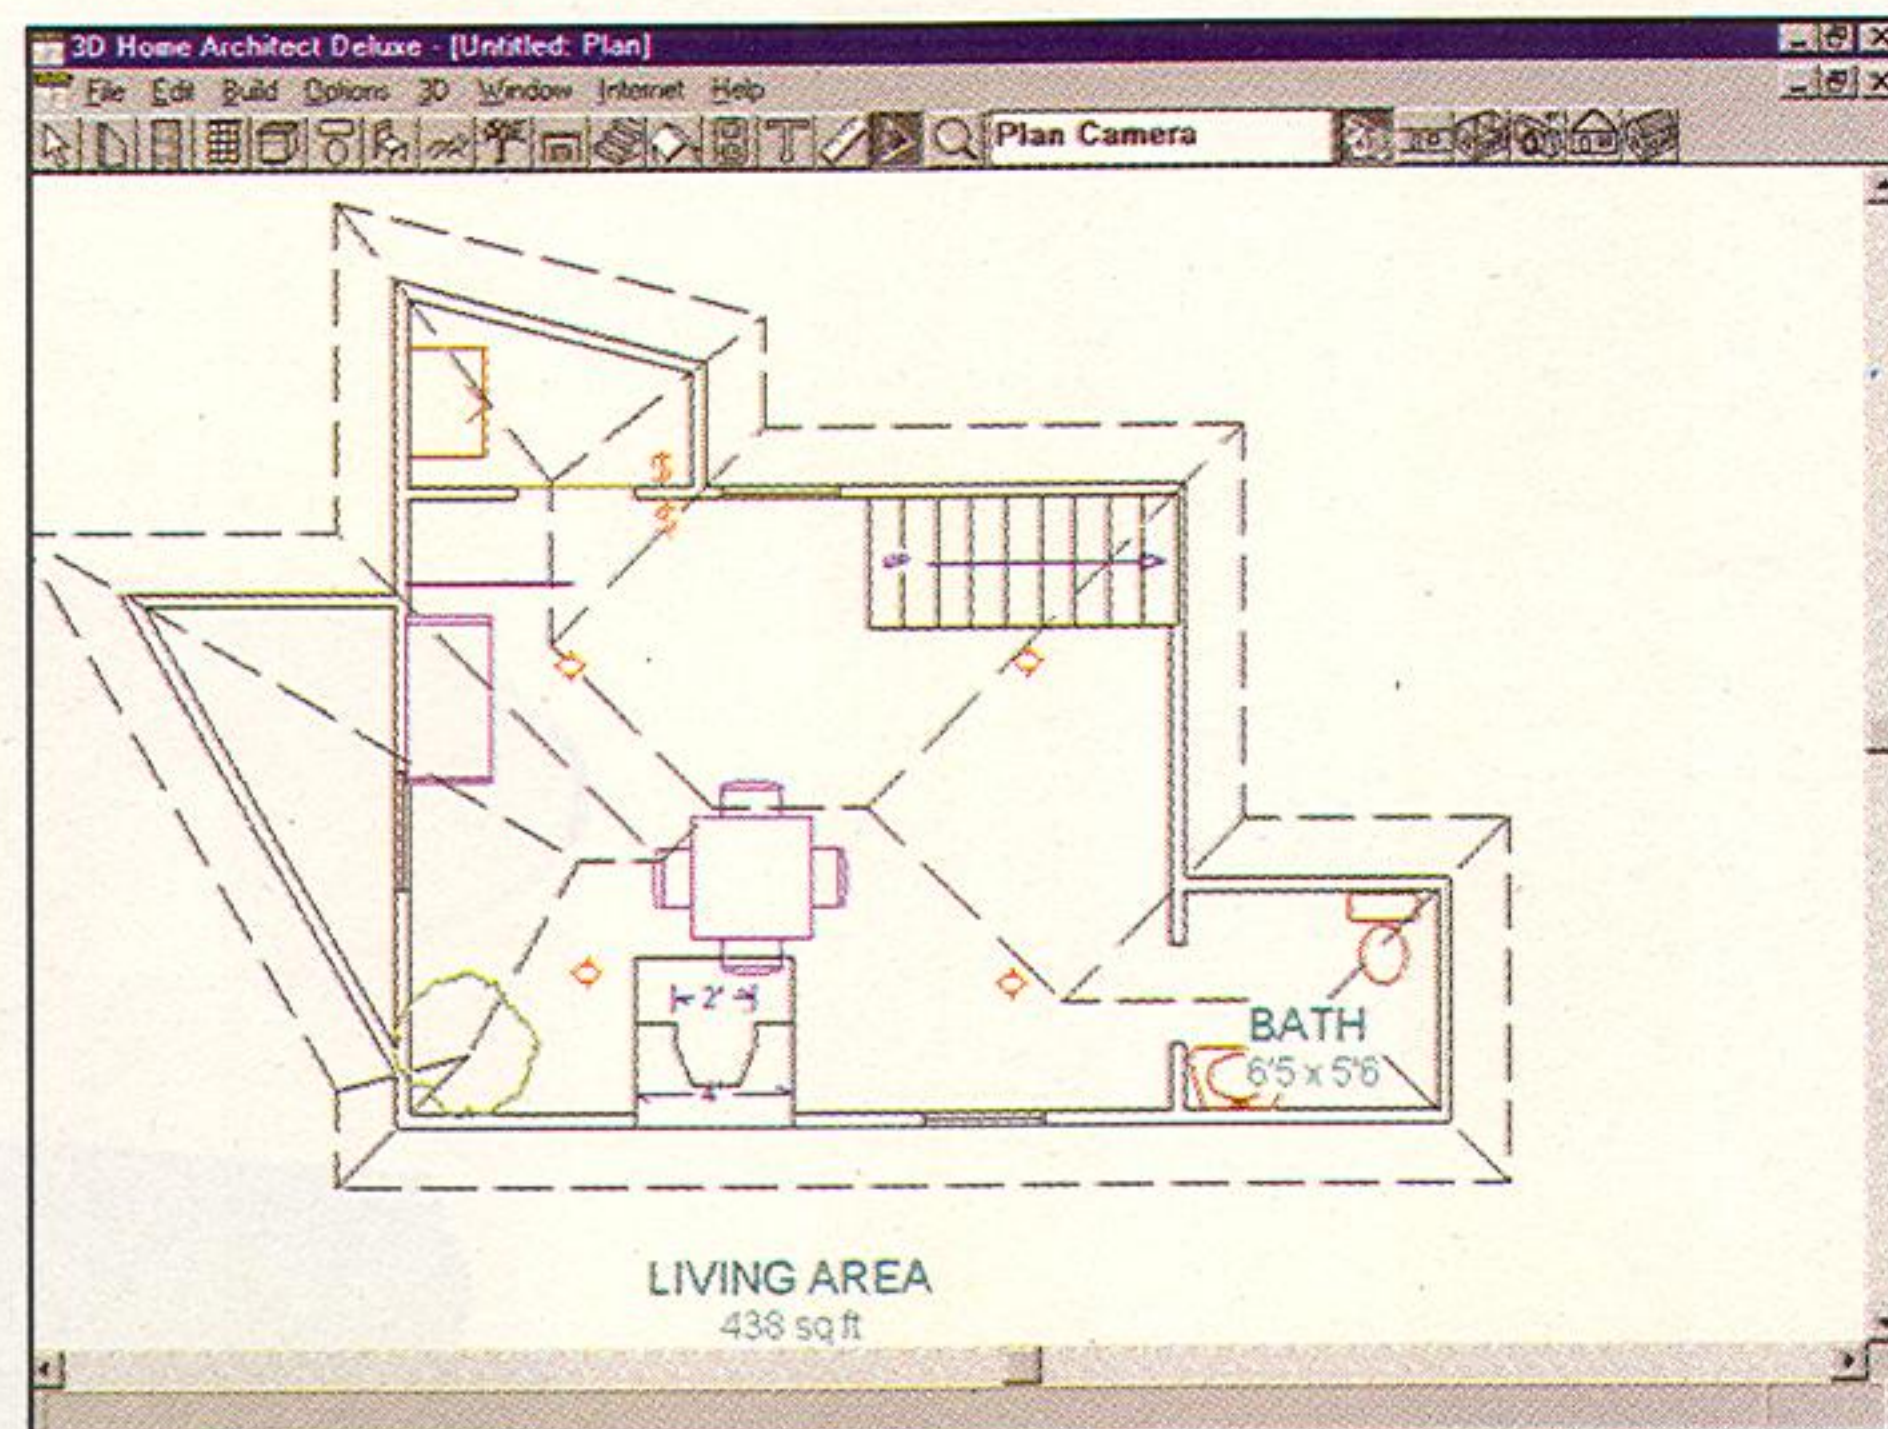 3D Home Architect Deluxe - [Untitled: Plan]
File Edit Build Options 3D Window Internet Help
Plan Camera
2'
BATH
6'5 x 5'6
LIVING AREA
438 sq ft